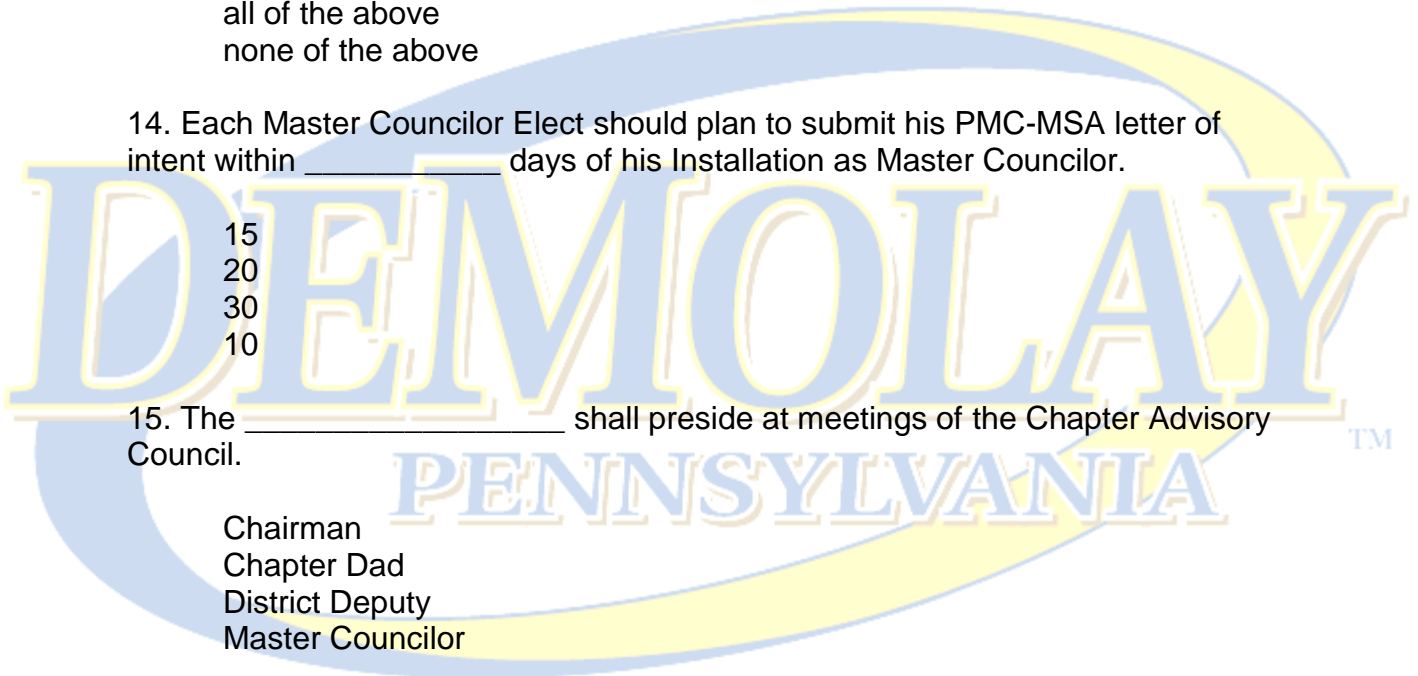 all of the above
none of the above
14. Each Master Councilor Elect should plan to submit his PMC-MSA letter of
intent within ____________ days of his Installation as Master Councilor.
15
20
30
10
15. The ____________________ shall preside at meetings of the Chapter Advisory
Council.
Chairman
Chapter Dad
District Deputy
Master Councilor
DEMOLAY
TM
PENNSYLVANIA